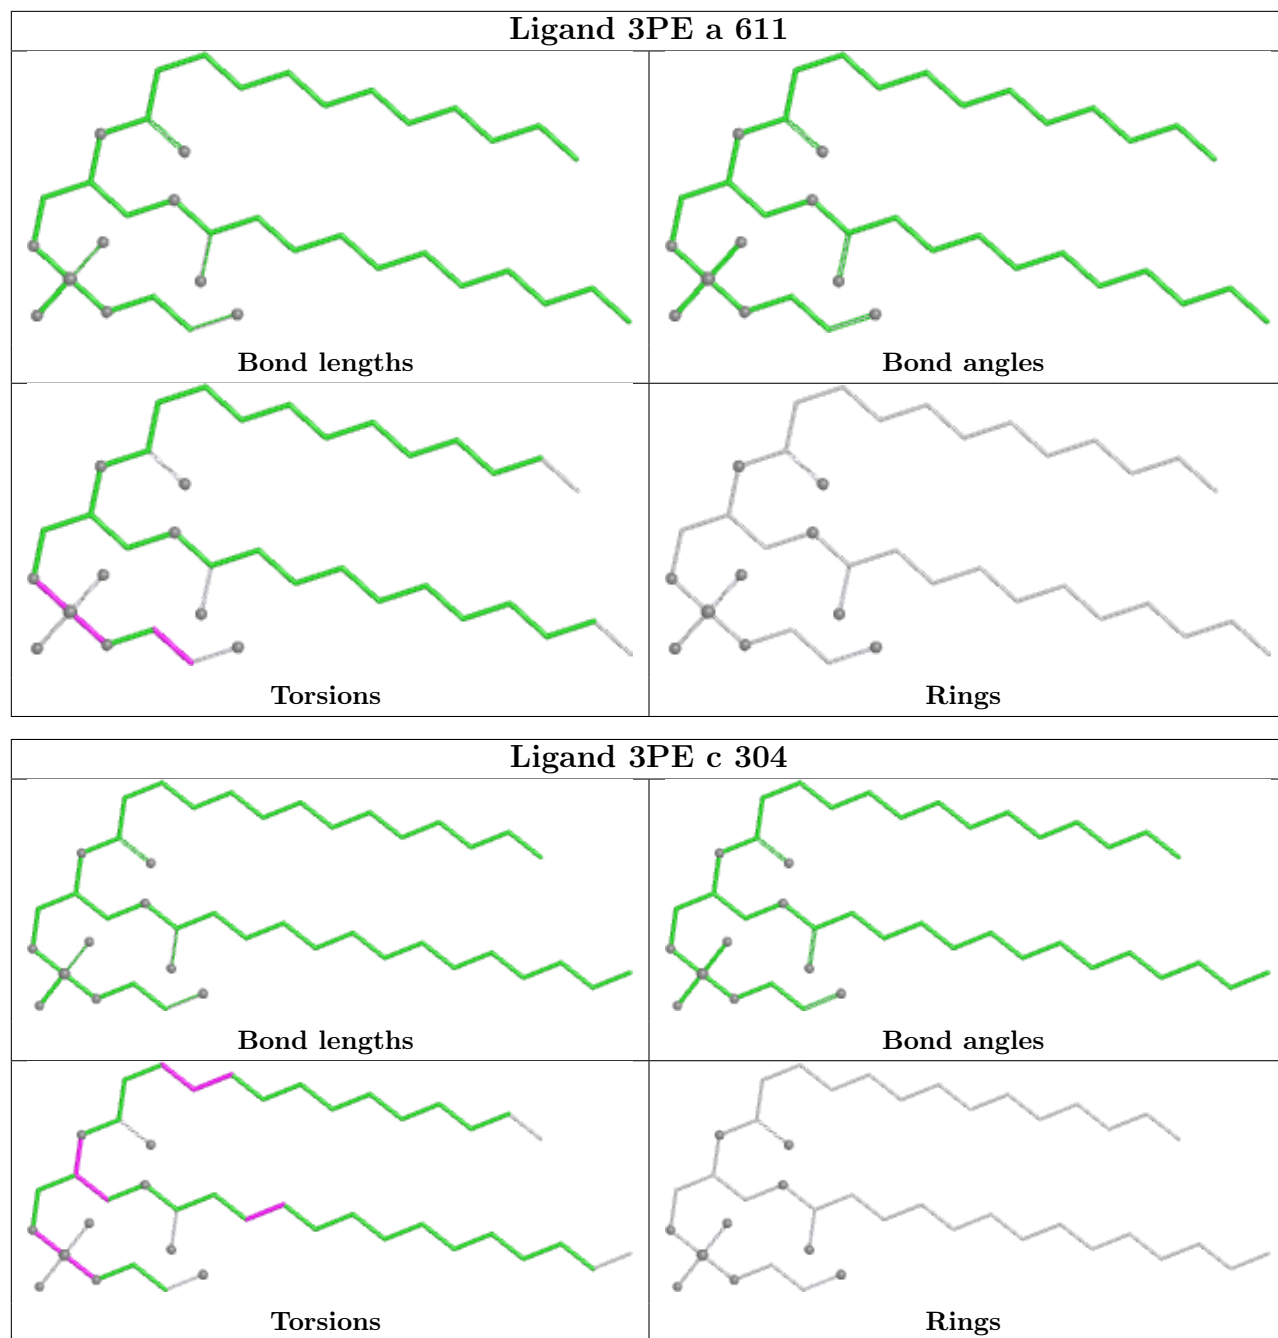 Ligand 3PE a 611
Bond lengths
Bond angles
Torsions
Rings
Ligand 3PE c 304
Bond lengths
Bond angles
Torsions
Rings